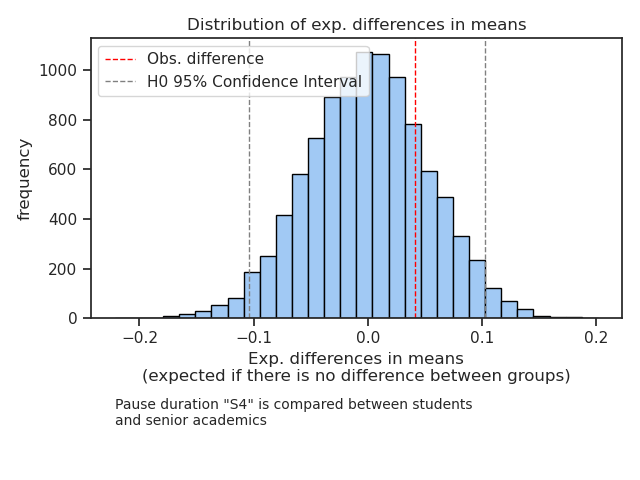 Distribution of exp. differences in means
Obs. difference
H0 95% Confidence Interval
frequency
1000
800
600
400
200
0
−0.2 −0.1 0.0 0.1 0.2
Exp. differences in means
(expected if there is no difference between groups)
Pause duration "S4" is compared between students
and senior academics